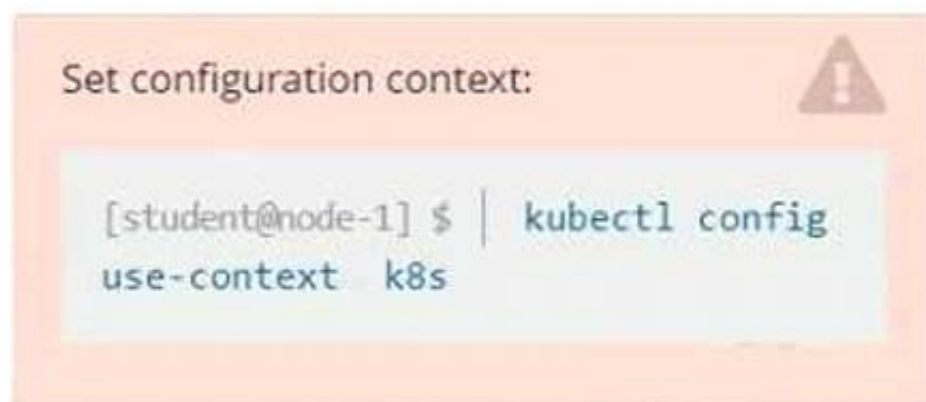 Set configuration context:
[student@node-1] $ | kubectl config
use-context k8s